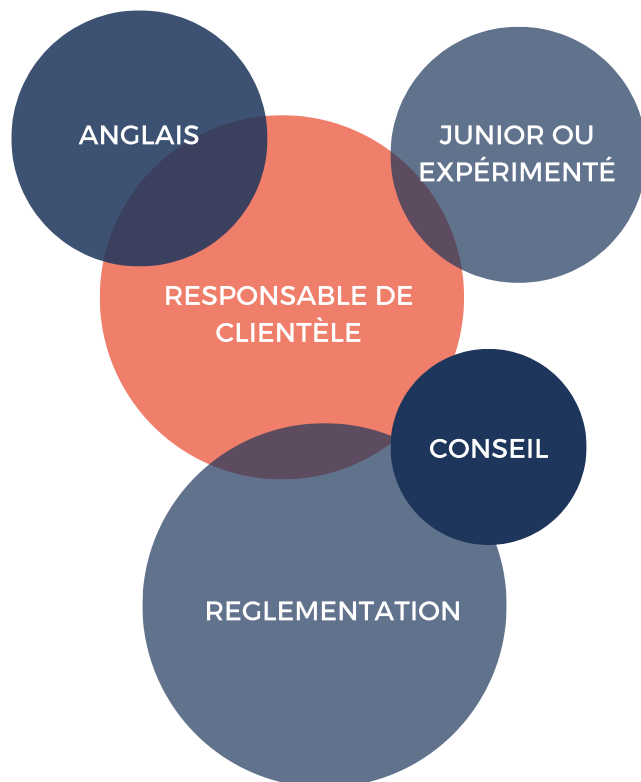 ANGLAIS
JUNIOR OU
EXPÉRIMENTÉ
RESPONSABLE DE
CLIENTÈLE
CONSEIL
REGLEMENTATION